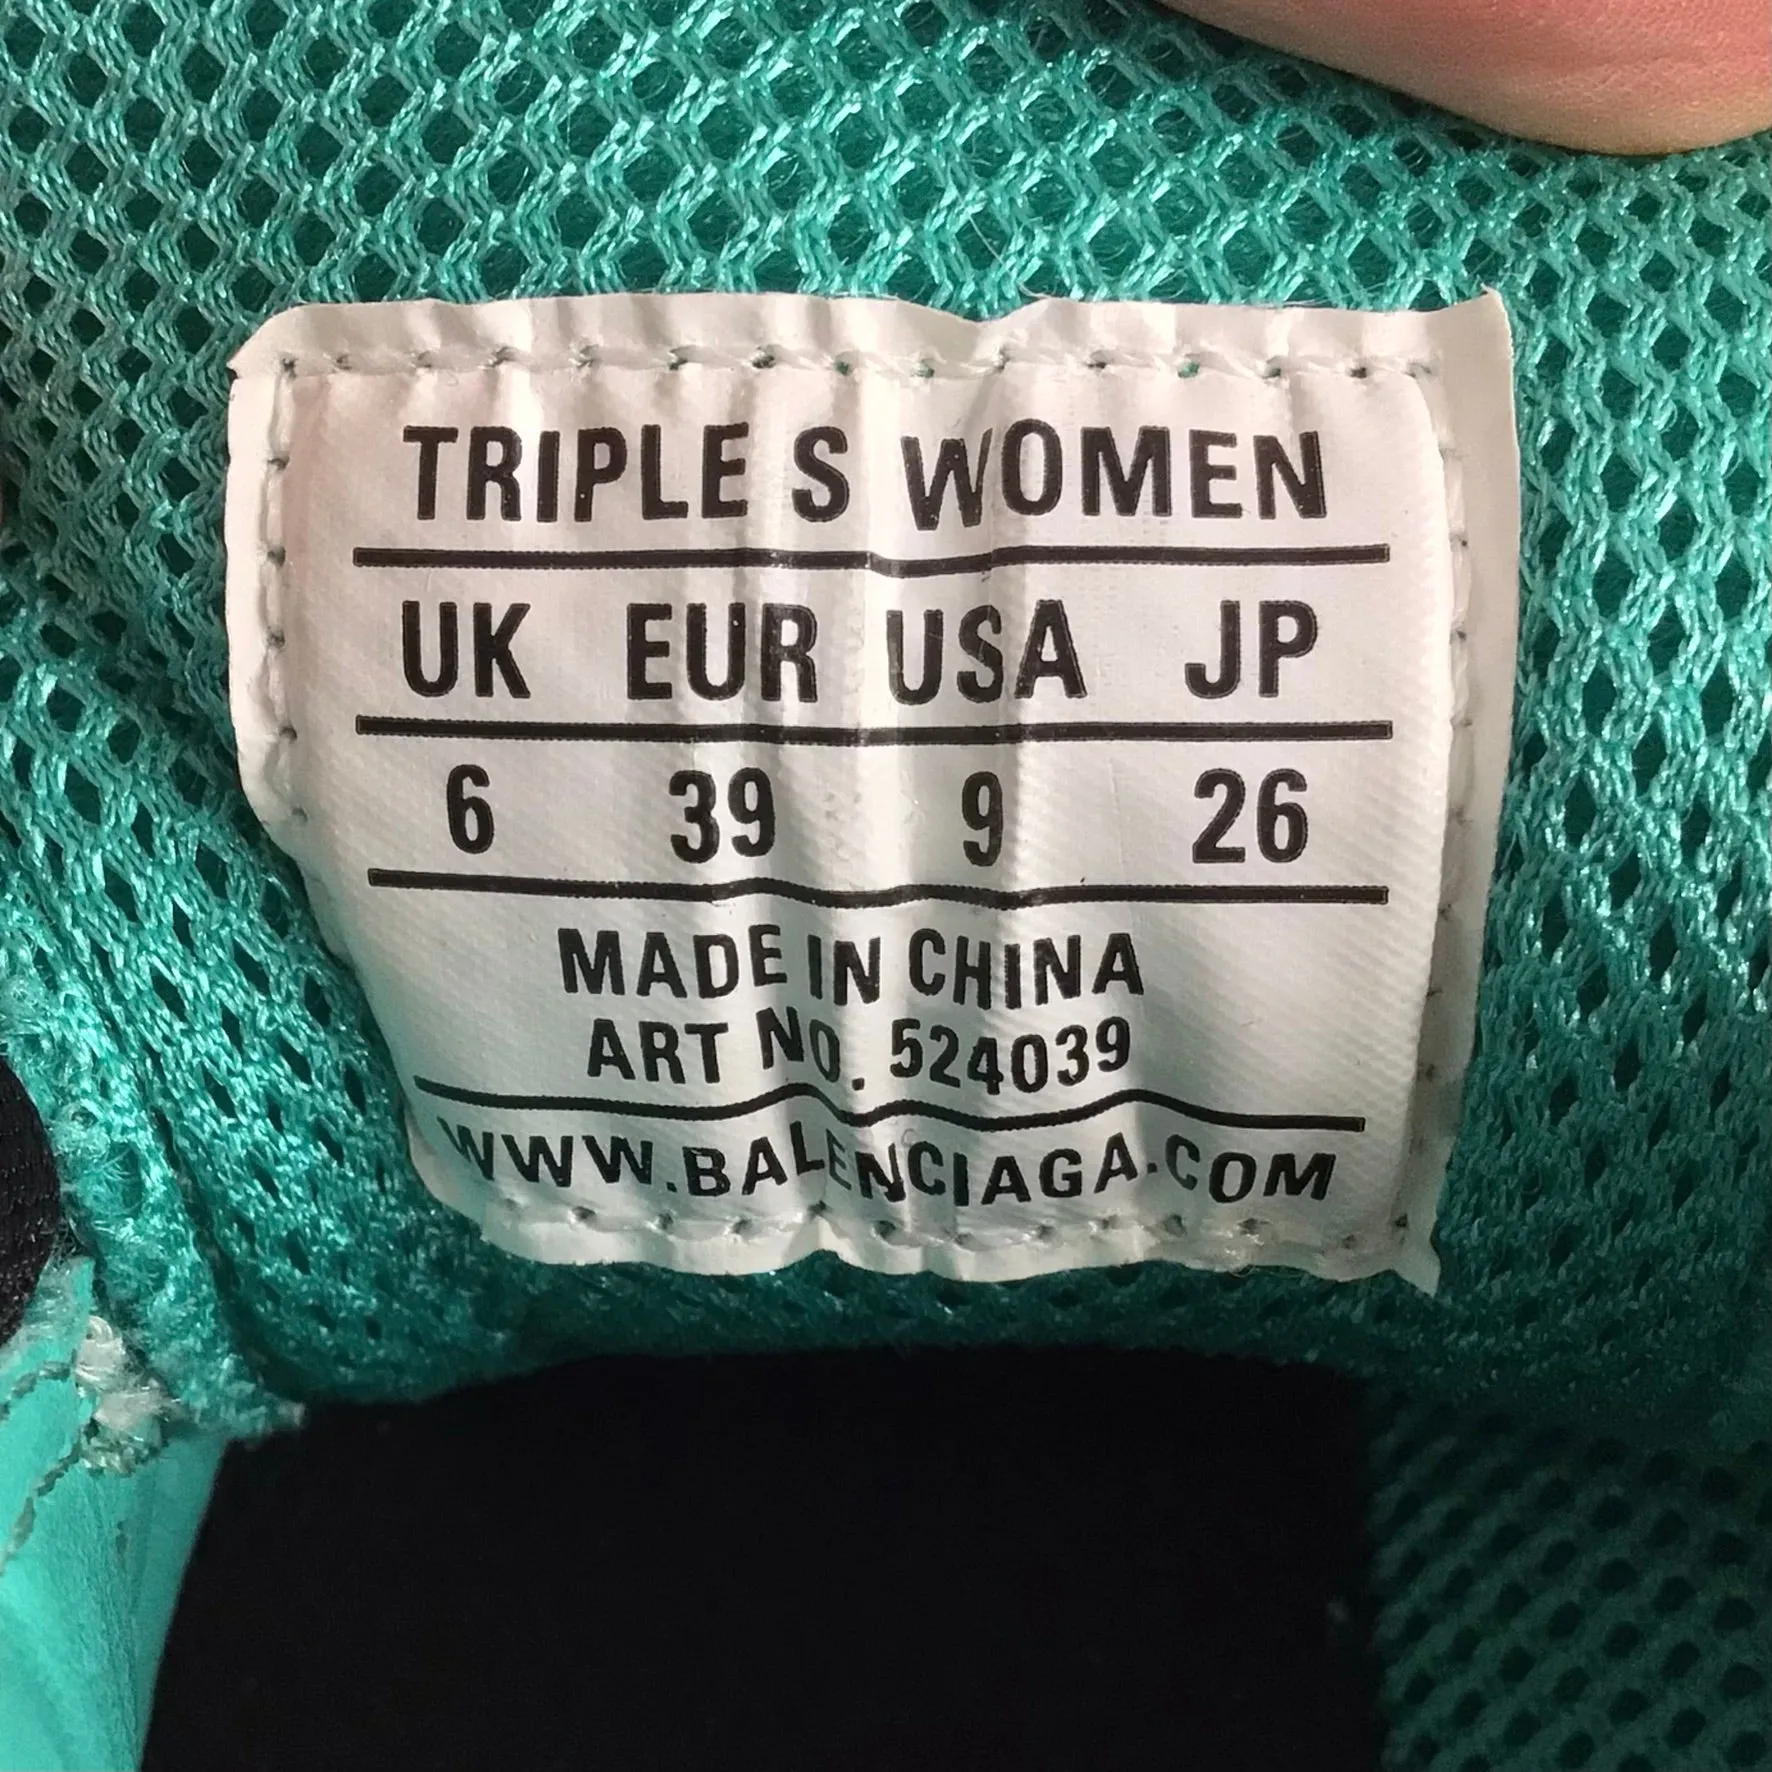 TRIPLE S WOMEN
UK EUR USA JP
6 39 9 26
MADE IN CHINA
ART NO. 524039
WWW.BALENCIAGA.COM